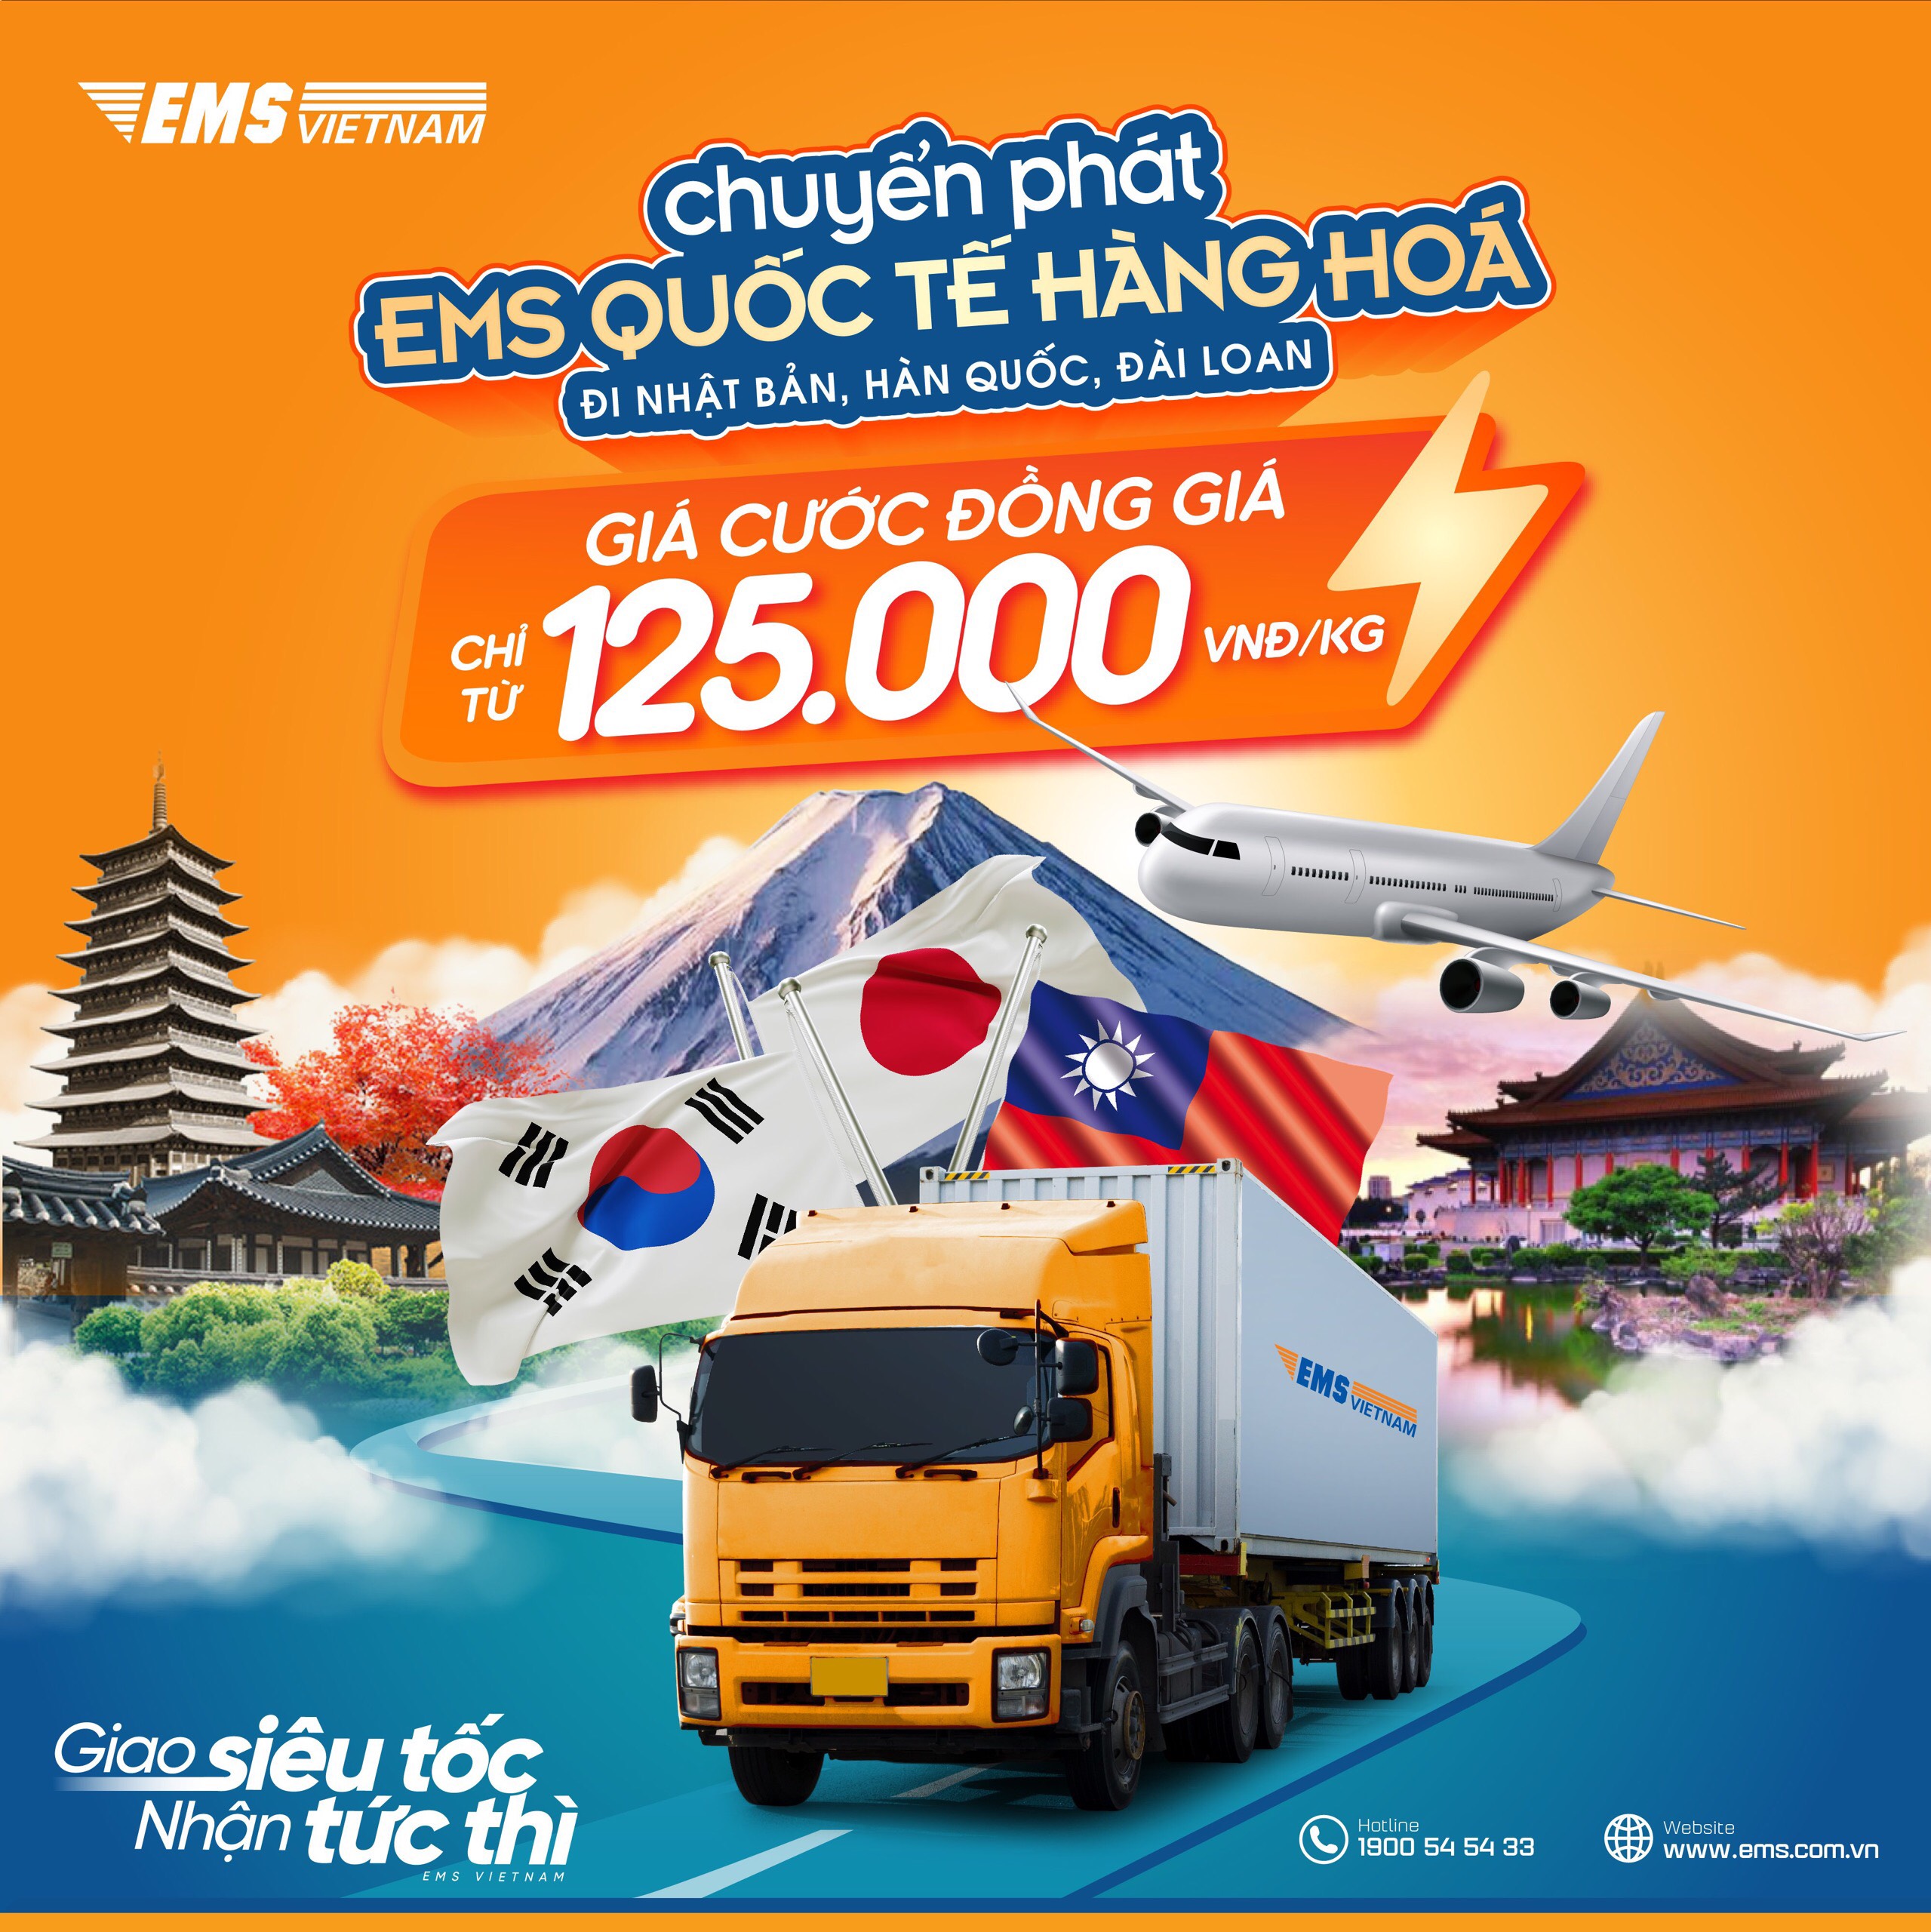 EMS VIETNAM
chuyển phát
EMS QUỐC TẾ HÀNG HOÁ
ĐI NHẬT BẢN, HÀN QUỐC, ĐÀI LOAN
GIÁ CƯỚC ĐỒNG GIÁ
CHỈ TỪ 125.000 VNĐ/KG
EMS VIETNAM
Giao siêu tốc
Nhận tức thì
EMS VIETNAM
Hotline
1900 54 54 33
Website
www.ems.com.vn